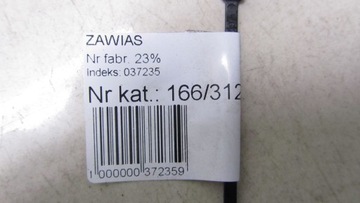 ZAWIAS
Nr fabr. 23%
Indeks: 037235
Nr kat.: 166/312
1 000000 372359